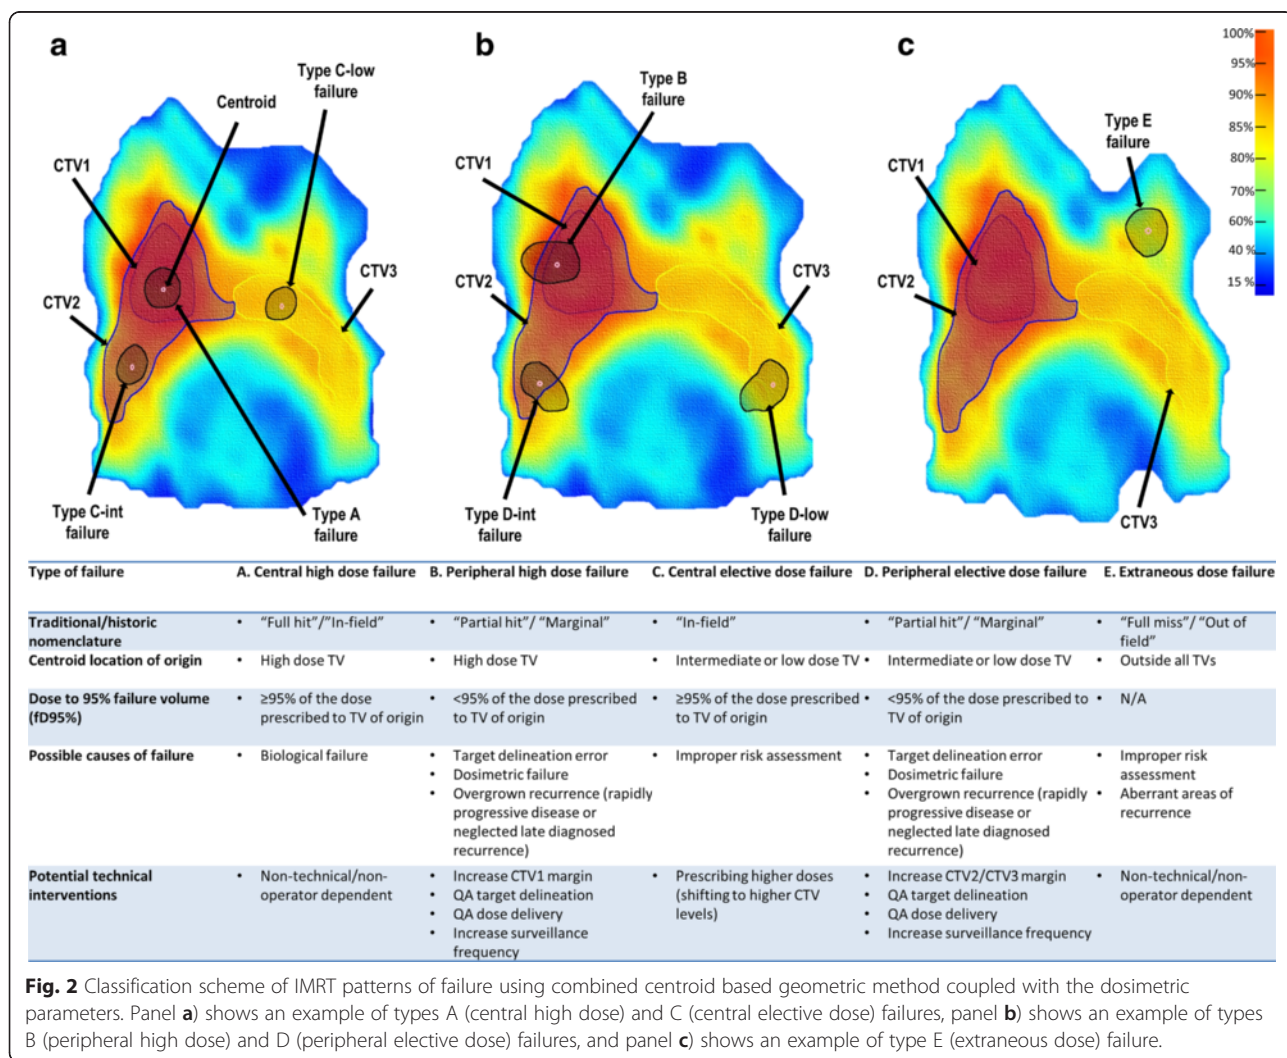 a
b
c
Type C-low
failure
Centroid
CTV1
CTV2
CTV3
Type C-int
failure
Type A
failure
Type B
failure
CTV1
CTV2
CTV3
Type D-int
failure
Type D-low
failure
Type E
failure
CTV1
CTV2
CTV3
100%
95%
90%
85%
80%
70%
60%
40 %
15 %
Type of failure
A. Central high dose failure
B. Peripheral high dose failure
C. Central elective dose failure
D. Peripheral elective dose failure
E. Extraneous dose failure
Traditional/historic
nomenclature
• “Full hit”/“In-field”
• “Partial hit”/ “Marginal”
• “In-field”
• “Partial hit”/ “Marginal”
• “Full miss”/ “Out of
field”
Centroid location of origin
• High dose TV
• High dose TV
• Intermediate or low dose TV
• Intermediate or low dose TV
• Outside all TVs
Dose to 95% failure volume
(fD95%)
• ≥95% of the dose
prescribed to TV of origin
• <95% of the dose prescribed
to TV of origin
• ≥95% of the dose prescribed
to TV of origin
• <95% of the dose prescribed to
TV of origin
• N/A
Possible causes of failure
• Biological failure
• Target delineation error
• Dosimetric failure
• Overgrown recurrence (rapidly
progressive disease or
neglected late diagnosed
recurrence)
• Improper risk assessment
• Target delineation error
• Dosimetric failure
• Overgrown recurrence (rapidly
progressive disease or
neglected late diagnosed
recurrence)
• Improper risk
assessment
• Aberrant areas of
recurrence
Potential technical
interventions
• Non-technical/non-
operator dependent
• Increase CTV1 margin
• QA target delineation
• QA dose delivery
• Increase surveillance
frequency
• Prescribing higher doses
(shifting to higher CTV
levels)
• Increase CTV2/CTV3 margin
• QA target delineation
• QA dose delivery
• Increase surveillance frequency
• Non-technical/non-
operator dependent
Fig. 2 Classification scheme of IMRT patterns of failure using combined centroid based geometric method coupled with the dosimetric
parameters. Panel a) shows an example of types A (central high dose) and C (central elective dose) failures, panel b) shows an example of types
B (peripheral high dose) and D (peripheral elective dose) failures, and panel c) shows an example of type E (extraneous dose) failure.